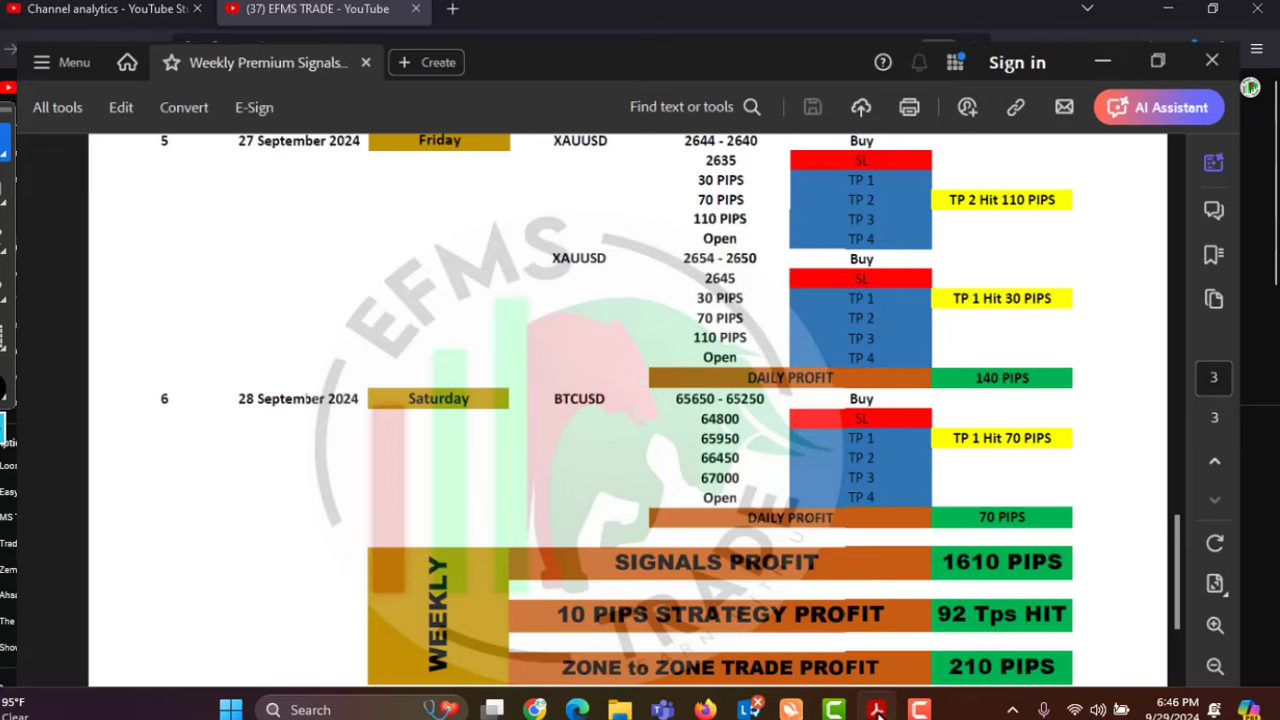 Channel analytics - YouTube St
(37) EFMS TRADE - YouTube
Menu
Weekly Premium Signals...
Create
Sign in
All tools
Edit
Convert
E-Sign
Find text or tools
AI Assistant
5 27 September 2024 Friday XAUUSD 2644 - 2640 Buy
2635 SL
30 PIPS TP 1
70 PIPS TP 2 TP 2 Hit 110 PIPS
110 PIPS TP 3
Open TP 4
XAUUSD 2654 - 2650 Buy
2645 SL
30 PIPS TP 1 TP 1 Hit 30 PIPS
70 PIPS TP 2
110 PIPS TP 3
Open TP 4
DAILY PROFIT 140 PIPS
6 28 September 2024 Saturday BTCUSD 65650 - 65250 Buy
64800 SL
65950 TP 1 TP 1 Hit 70 PIPS
66450 TP 2
67000 TP 3
Open TP 4
DAILY PROFIT 70 PIPS
WEEKLY
SIGNALS PROFIT 1610 PIPS
10 PIPS STRATEGY PROFIT 92 Tps HIT
ZONE to ZONE TRADE PROFIT 210 PIPS
EFMS
TRADE
3
3
95°F
Search
6:46 PM
9/29/2024